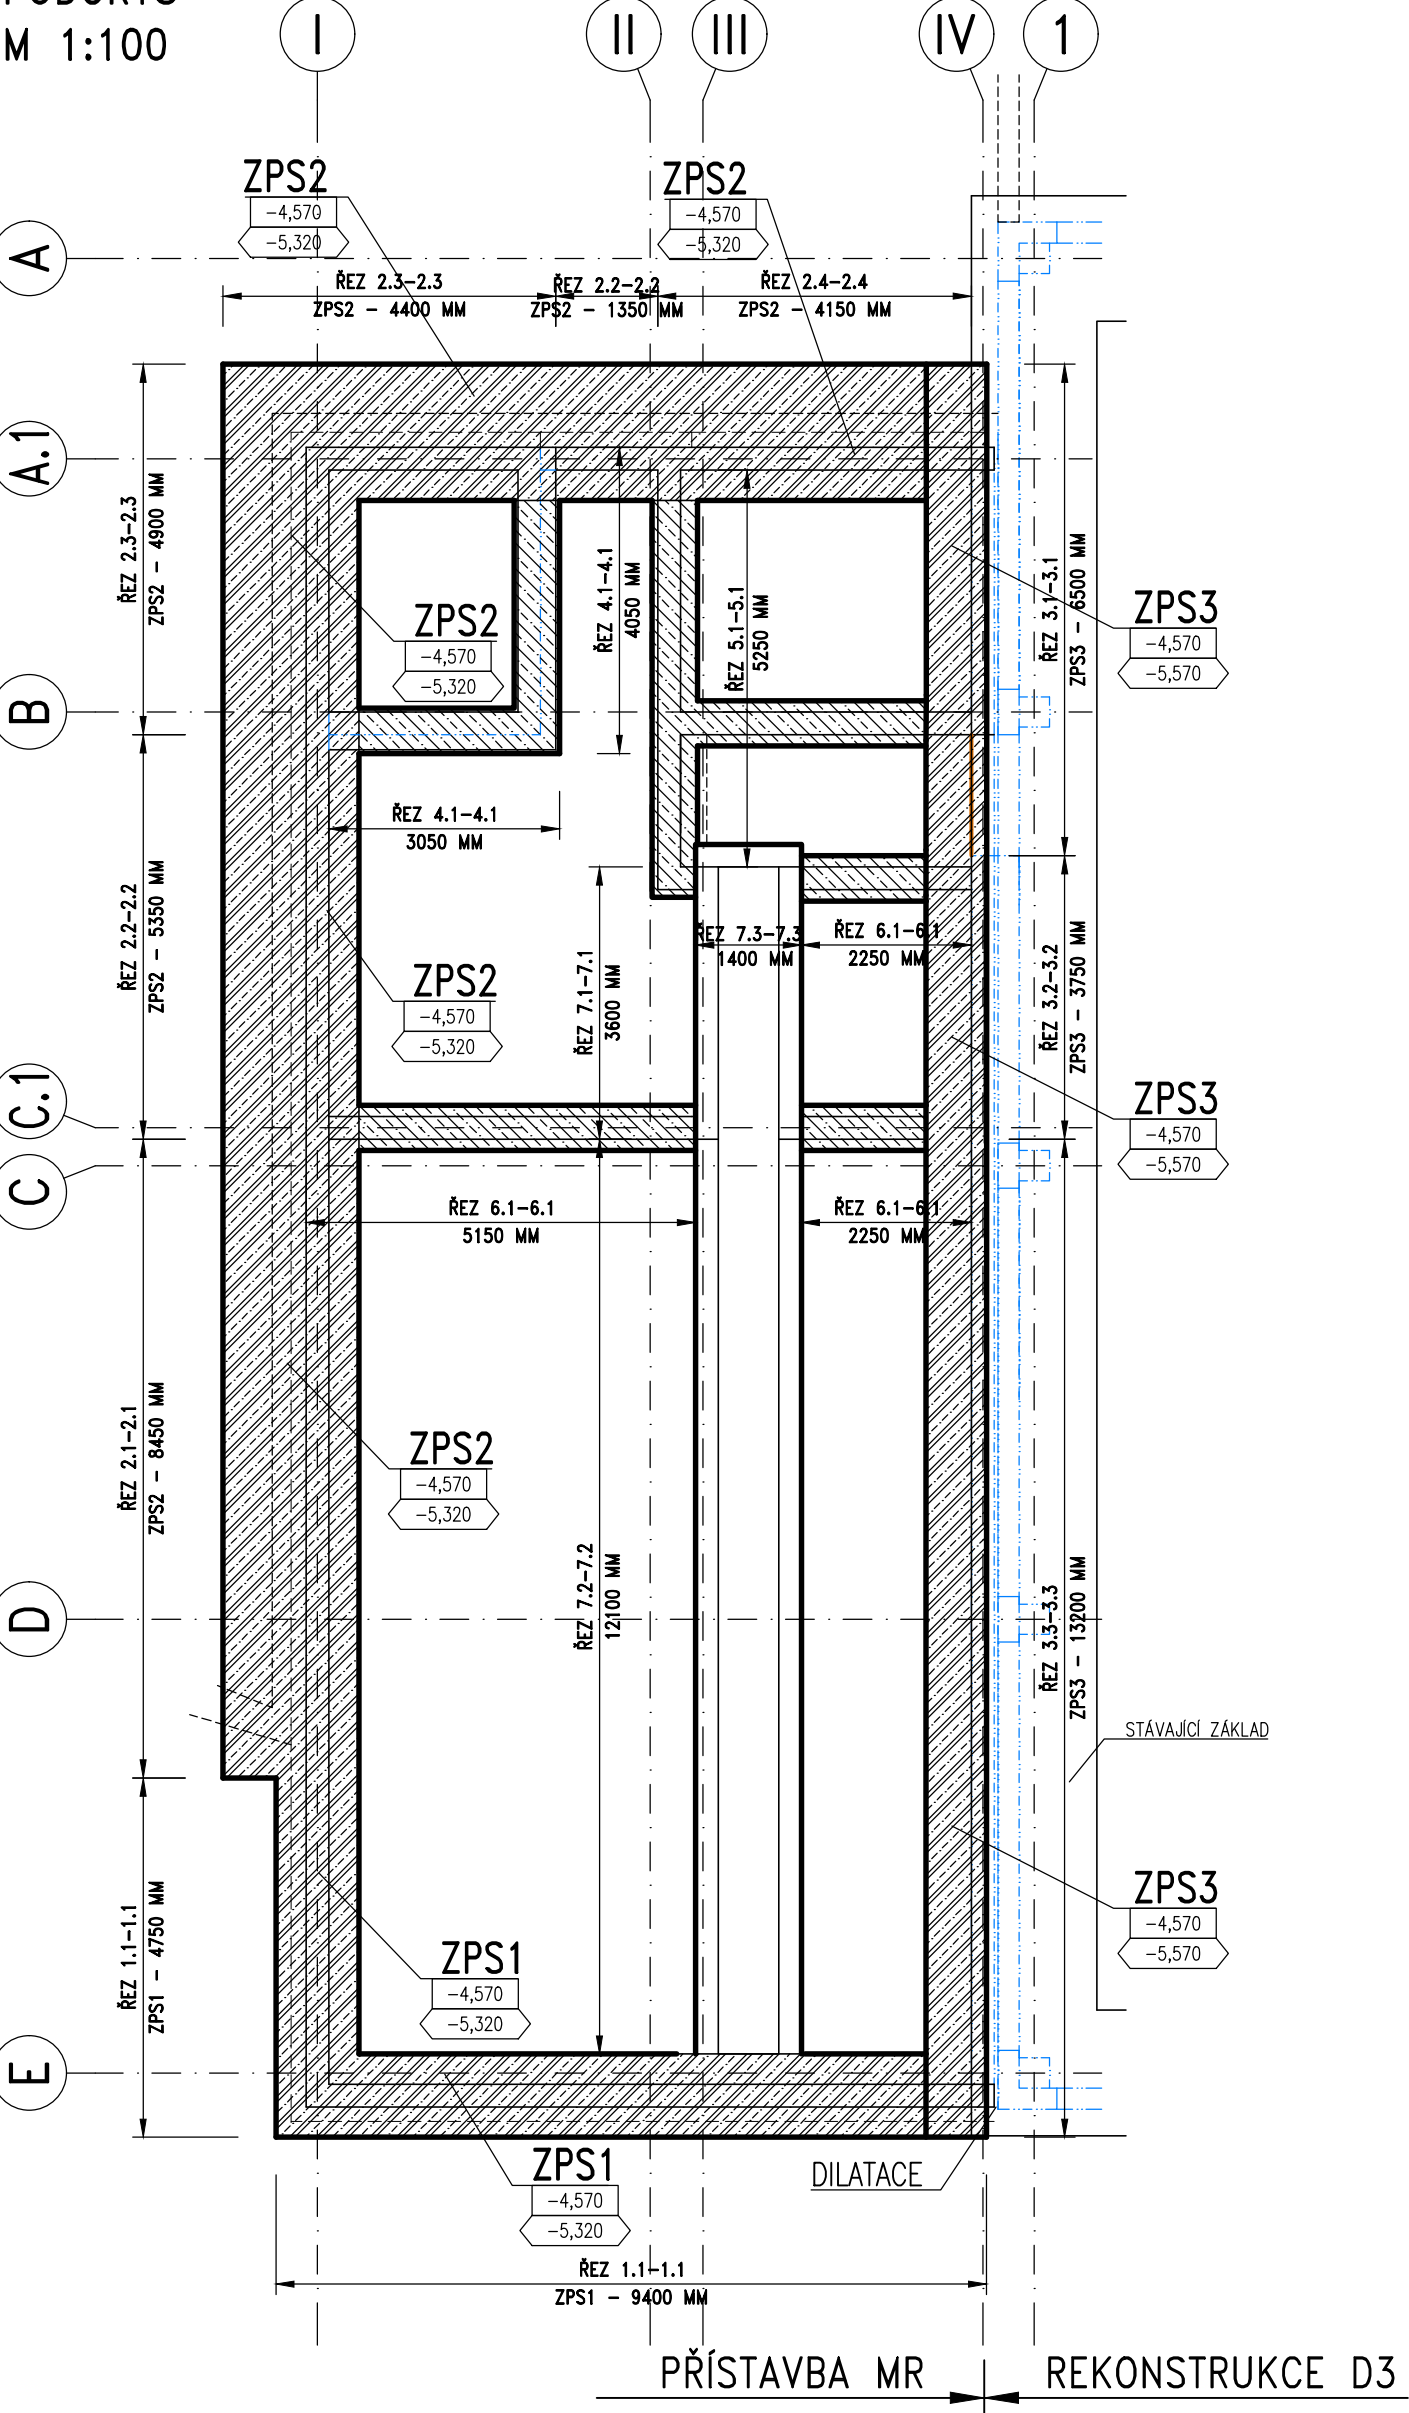 M 1:100
I
II
III
IV
1
ZPS2
-4,570
-5,320
ZPS2
-4,570
-5,320
A
ŘEZ 2.3-2.3
ZPS2 - 4400 MM
ŘEZ 2.2-2.2
ZPS2 - 1350 MM
ŘEZ 2.4-2.4
ZPS2 - 4150 MM
A.1
ŘEZ 2.3-2.3
ZPS2 - 4900 MM
ŘEZ 4.1-4.1
4050 MM
ŘEZ 5.1-5.1
5250 MM
ŘEZ 3.1-3.1
ZPS3 - 6500 MM
ZPS2
-4,570
-5,320
ZPS3
-4,570
-5,570
B
ŘEZ 4.1-4.1
3050 MM
ŘEZ 2.2-2.2
ZPS2 - 5350 MM
ZPS2
-4,570
-5,320
ŘEZ 7.1-7.1
3600 MM
ŘEZ 7.3-7.3
1400 MM
ŘEZ 6.1-6.1
2250 MM
ŘEZ 3.2-3.2
ZPS3 - 3750 MM
C.1
ZPS3
-4,570
-5,570
C
ŘEZ 6.1-6.1
5150 MM
ŘEZ 6.1-6.1
2250 MM
ŘEZ 2.1-2.1
ZPS2 - 8450 MM
ZPS2
-4,570
-5,320
ŘEZ 7.2-7.2
12100 MM
ŘEZ 3.3-3.3
ZPS3 - 13200 MM
D
STÁVAJÍCÍ ZÁKLAD
ŘEZ 1.1-1.1
ZPS1 - 4750 MM
ZPS1
-4,570
-5,320
ZPS3
-4,570
-5,570
E
ZPS1
-4,570
-5,320
DILATACE
ŘEZ 1.1-1.1
ZPS1 - 9400 MM
PŘÍSTAVBA MR
REKONSTRUKCE D3